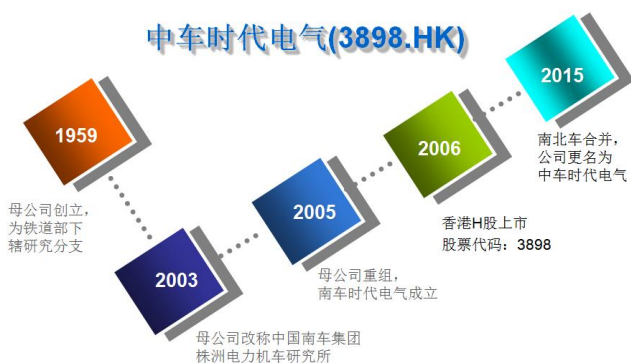 中车时代电气(3898.HK)
1959
母公司创立，
为铁道部下
辖研究分支
2003
母公司改称中国南车集团
株洲电力机车研究所
2005
母公司重组，
南车时代电气成立
2006
香港H股上市
股票代码：3898
2015
南北车合并，
公司更名为
中车时代电气